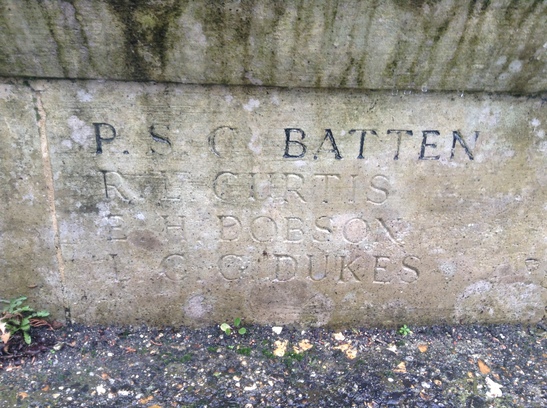 P. S. C. BATTEN
R. L. CURTIS
E. H. DOBSON
C. G. DUKES